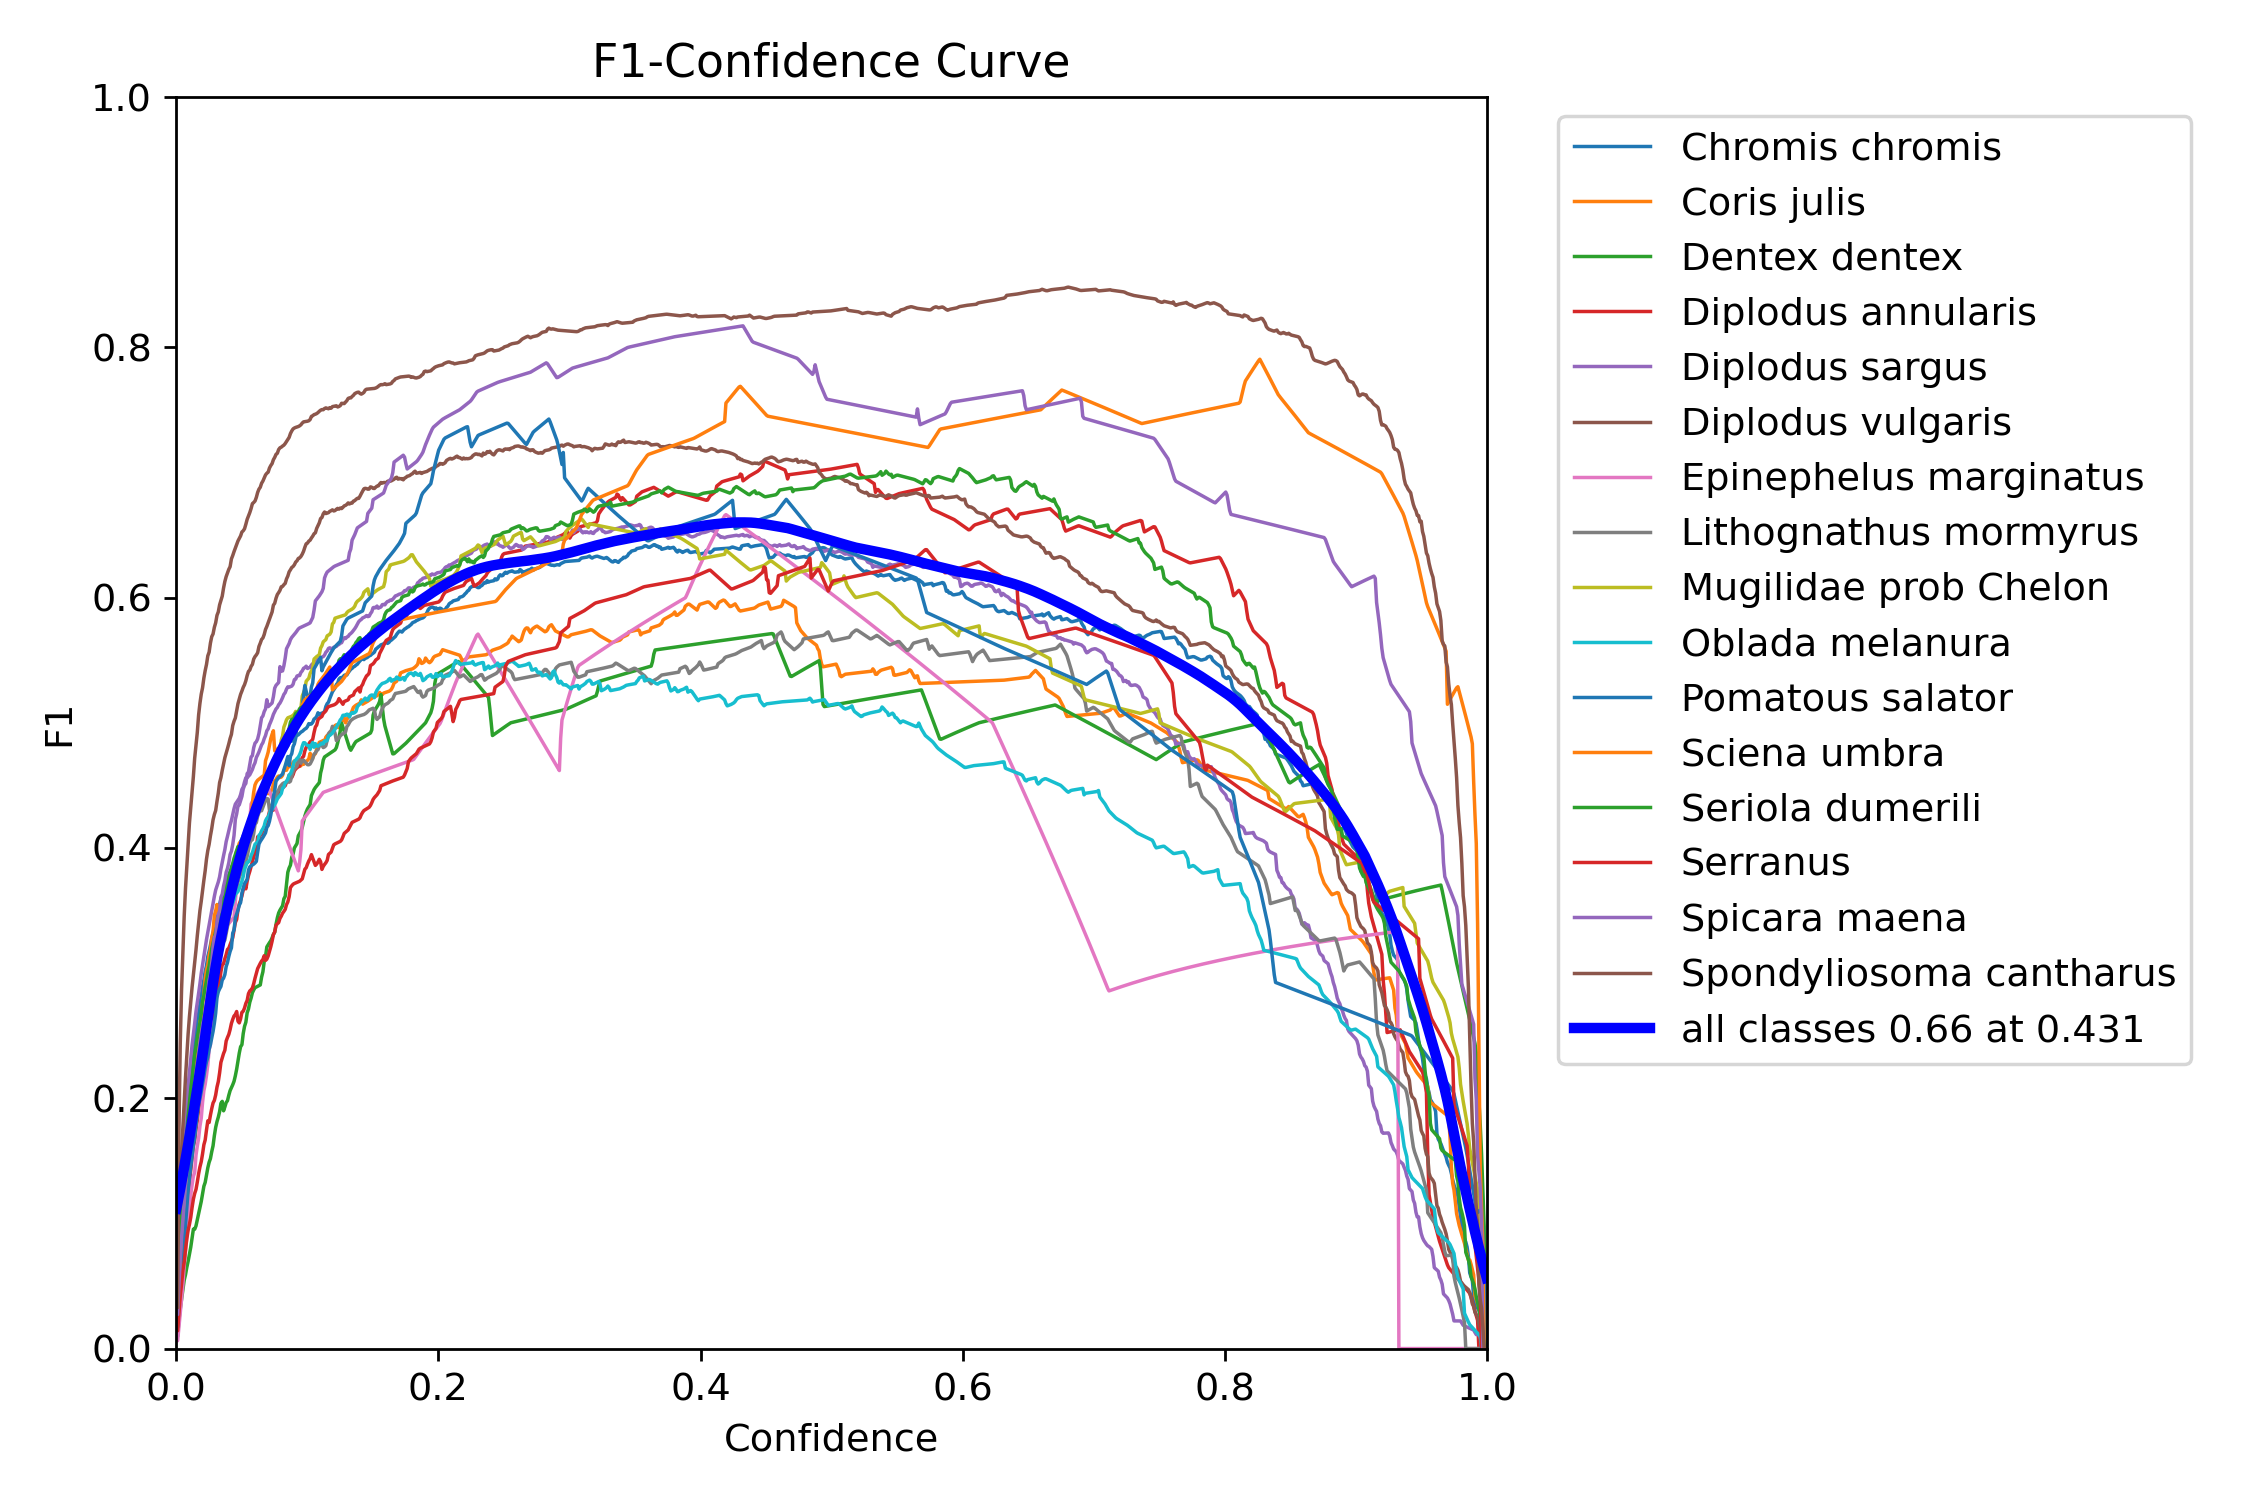 F1-Confidence Curve
1.0
0.8
0.6
0.4
0.2
0.0
F1
0.0 0.2 0.4 0.6 0.8 1.0
Confidence
Chromis chromis
Coris julis
Dentex dentex
Diplodus annularis
Diplodus sargus
Diplodus vulgaris
Epinephelus marginatus
Lithognathus mormyrus
Mugilidae prob Chelon
Oblada melanura
Pomatous salator
Sciena umbra
Seriola dumerili
Serranus
Spicara maena
Spondyliosoma cantharus
all classes 0.66 at 0.431